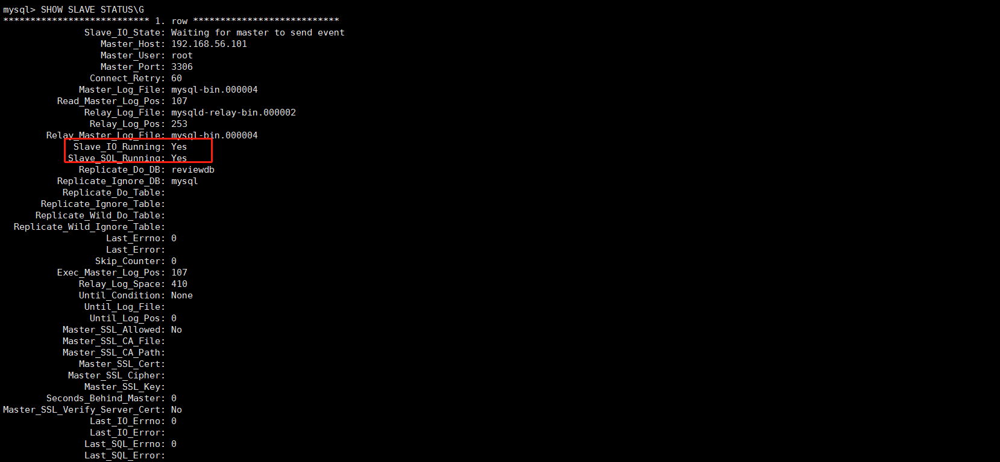 mysql> SHOW SLAVE STATUS\G
*************************** 1. row ***************************
Slave_IO_State: Waiting for master to send event
Master_Host: 192.168.56.101
Master_User: root
Master_Port: 3306
Connect_Retry: 60
Master_Log_File: mysql-bin.000004
Read_Master_Log_Pos: 107
Relay_Log_File: mysqld-relay-bin.000002
Relay_Log_Pos: 253
Relay_Master_Log_File: mysql-bin.000004
Slave_IO_Running: Yes
Slave_SQL_Running: Yes
Replicate_Do_DB: reviewdb
Replicate_Ignore_DB: mysql
Replicate_Do_Table:
Replicate_Ignore_Table:
Replicate_Wild_Do_Table:
Replicate_Wild_Ignore_Table:
Last_Errno: 0
Last_Error:
Skip_Counter: 0
Exec_Master_Log_Pos: 107
Relay_Log_Space: 410
Until_Condition: None
Until_Log_File:
Until_Log_Pos: 0
Master_SSL_Allowed: No
Master_SSL_CA_File:
Master_SSL_CA_Path:
Master_SSL_Cert:
Master_SSL_Cipher:
Master_SSL_Key:
Seconds_Behind_Master: 0
Master_SSL_Verify_Server_Cert: No
Last_IO_Errno: 0
Last_IO_Error:
Last_SQL_Errno: 0
Last_SQL_Error: